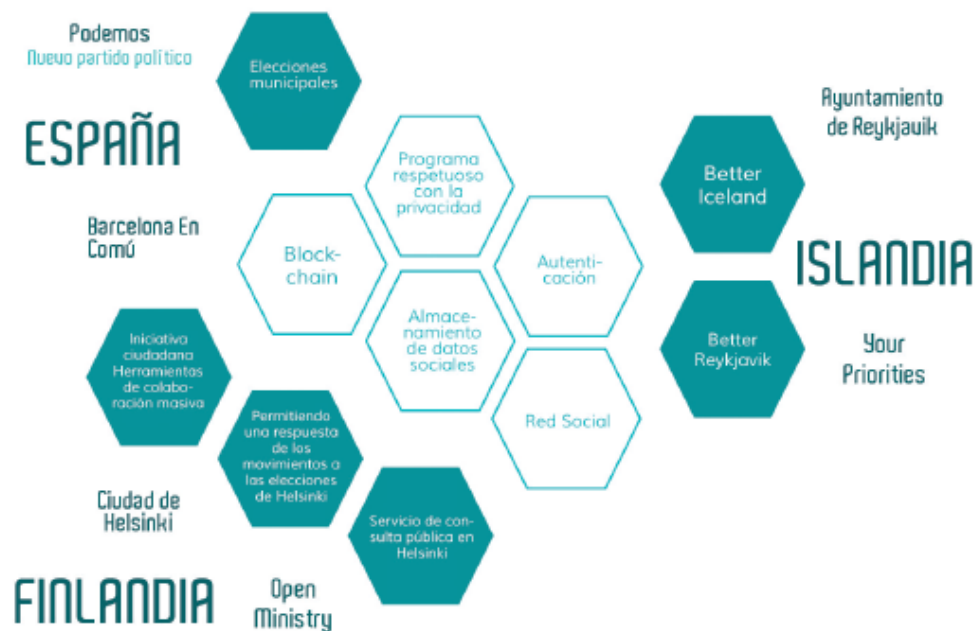 Podemos
Nuevo partido político
ESPAÑA
Elecciones
municipales
Barcelona En
Comú
Programa
respetuoso
con la
privacidad
Block-
chain
Autenti-
cación
Almace-
namiento
de datos
sociales
Red Social
Ayuntamiento
de Reykjavik
Better
Iceland
ISLANDIA
Better
Reykjavik
Your
Priorities
Iniciativa
ciudadana
Herramientas
de colabo-
ración masiva
Permitiendo
una respuesta
de los
movimientos a
las elecciones
de Helsinki
Servicio de con-
sulta pública en
Helsinki
Ciudad de
Helsinki
FINLANDIA
Open
Ministry